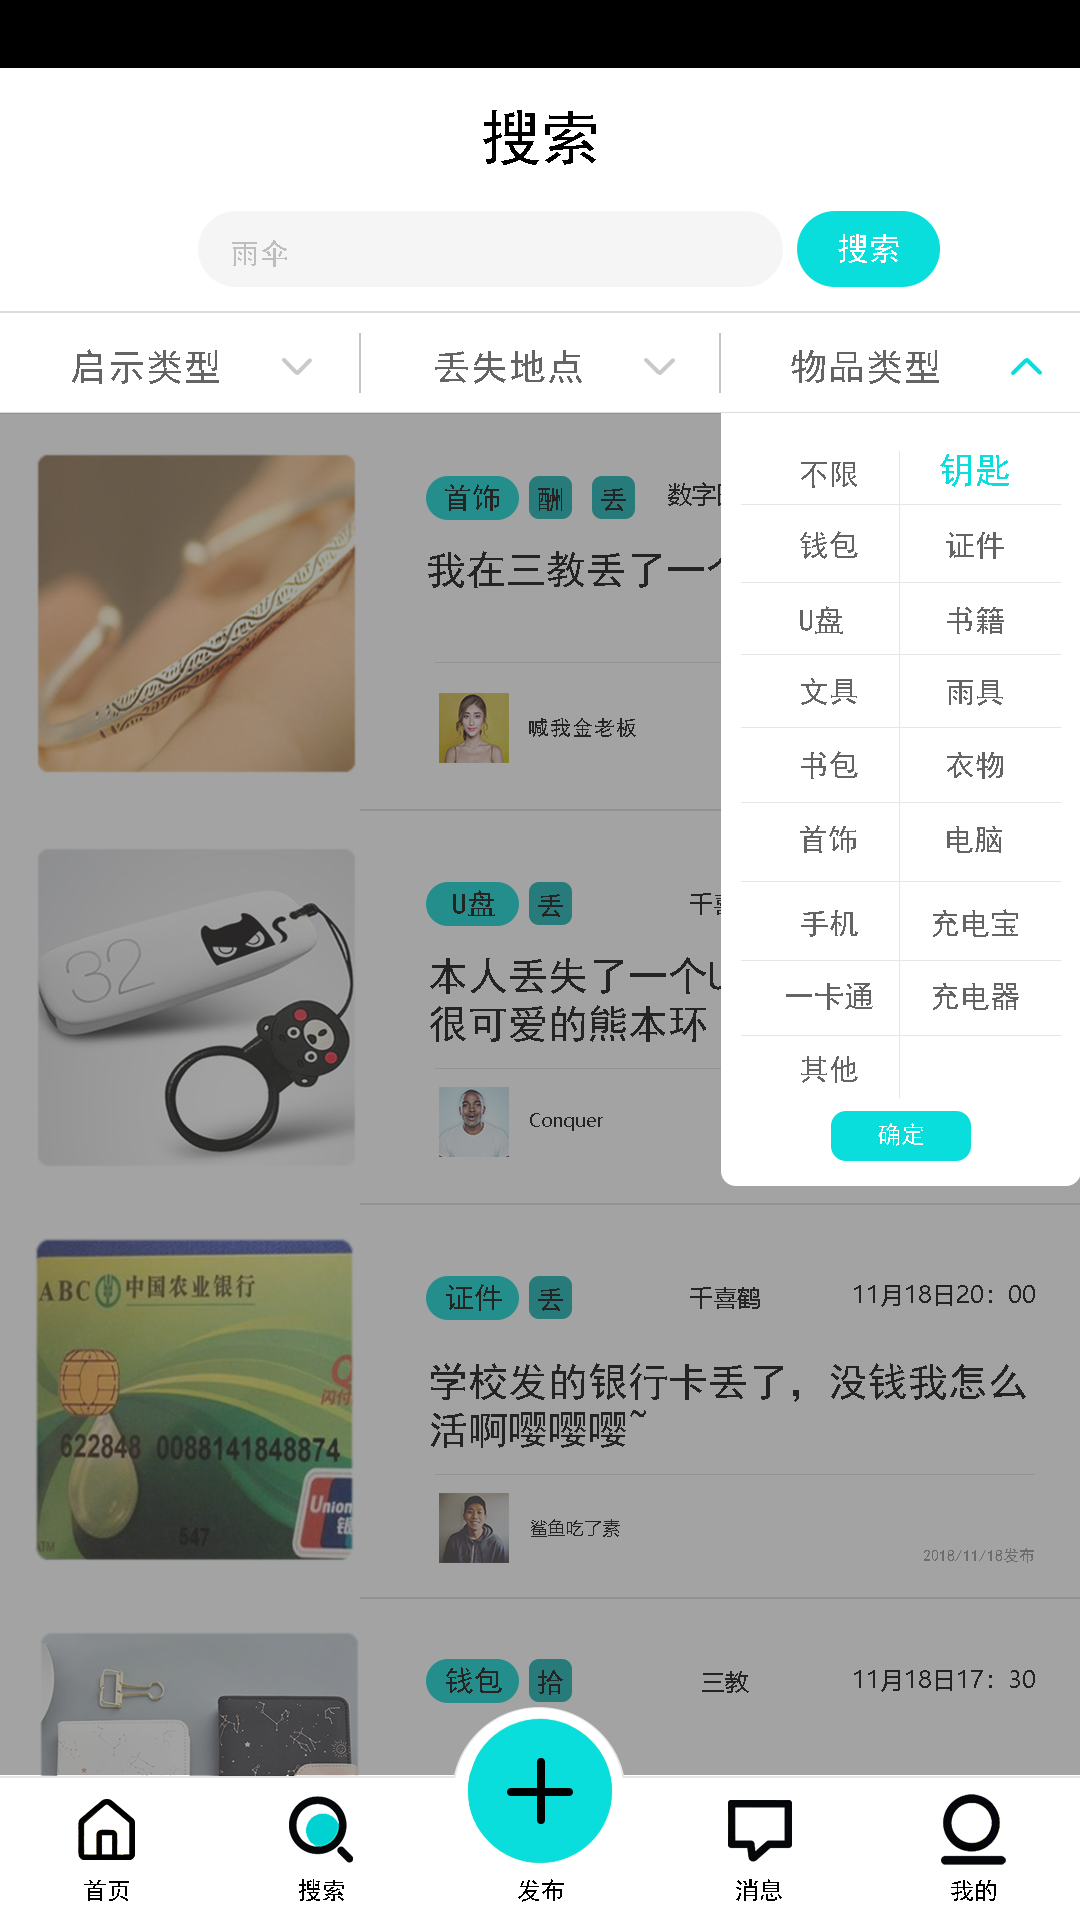 搜索
雨伞
搜索
启示类型
丢失地点
物品类型
不限
钥匙
钱包
证件
U盘
书籍
文具
雨具
书包
衣物
首饰
电脑
手机
充电宝
一卡通
充电器
其他
确定
首饰 酬 丢 数字
我在三教丢了一个
喊我金老板
32
U盘 丢 千喜
本人丢失了一个U
很可爱的熊本环
Conquer
ABC 中国农业银行
闪付
622848 0088141848874
Union
银
547
ATM
证件 丢 千喜鹤 11月18日20：00
学校发的银行卡丢了，没钱我怎么
活啊嘤嘤嘤~
鲨鱼吃了素
2018/11/18发布
钱包 拾 三教 11月18日17：30
首页
搜索
发布
消息
我的